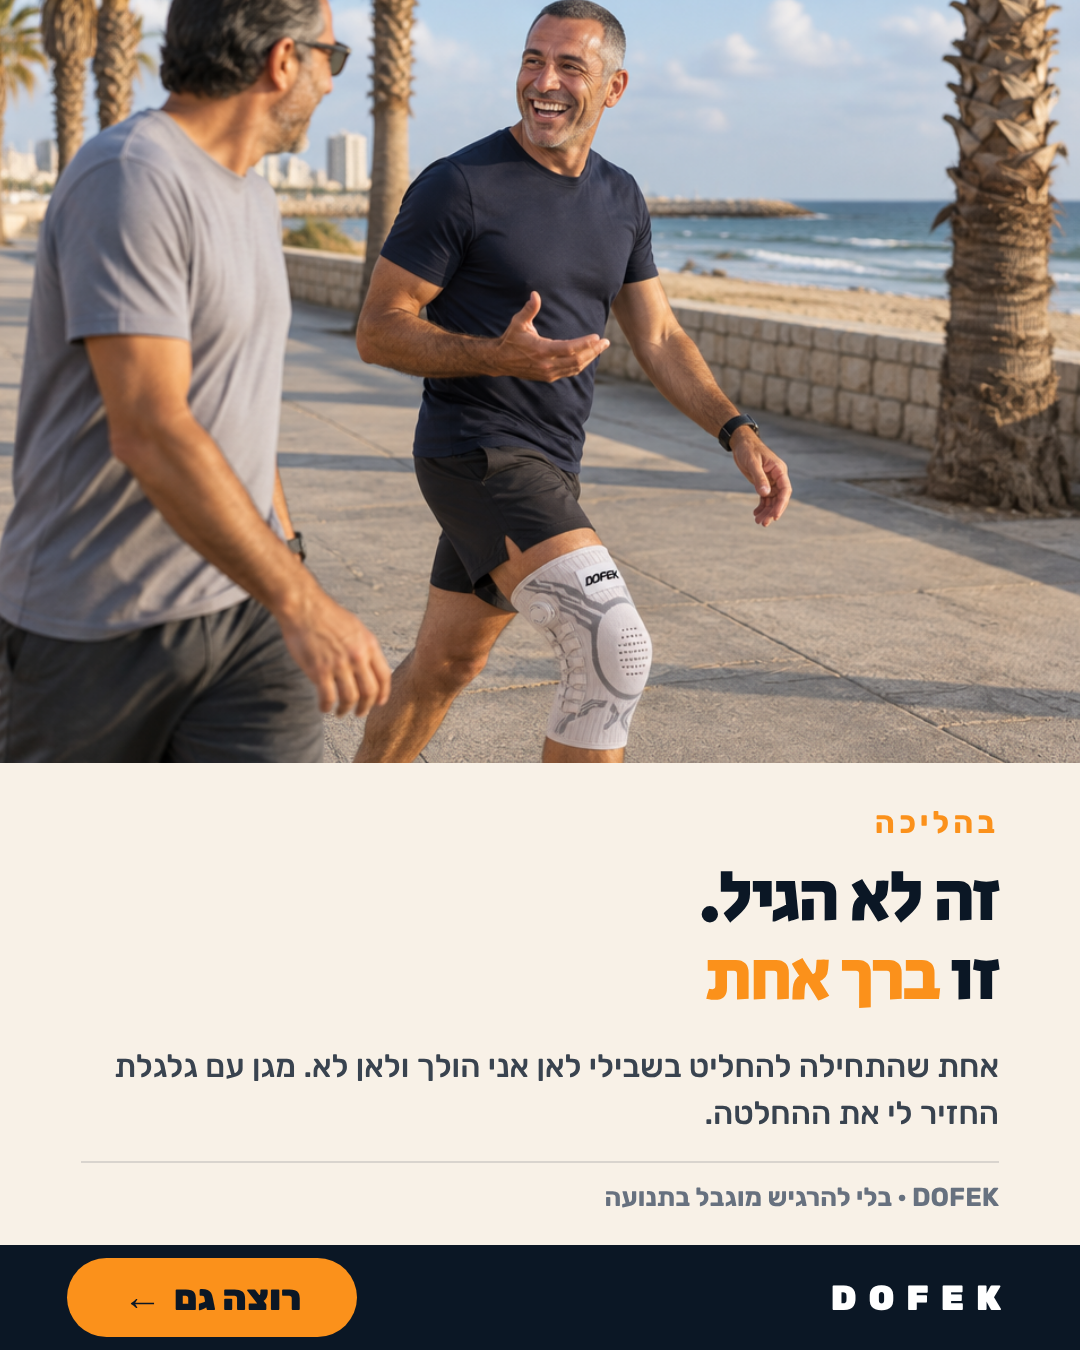 DOFEK
בהליכה
זה לא הגיל.
זו ברך אחת
אחת שהתחילה להחליט בשבילי לאן אני הולך ולאן לא. מגן עם גלגלת
החזיר לי את ההחלטה.
DOFEK • בלי להרגיש מוגבל בתנועה
DOFEK
רוצה גם ←